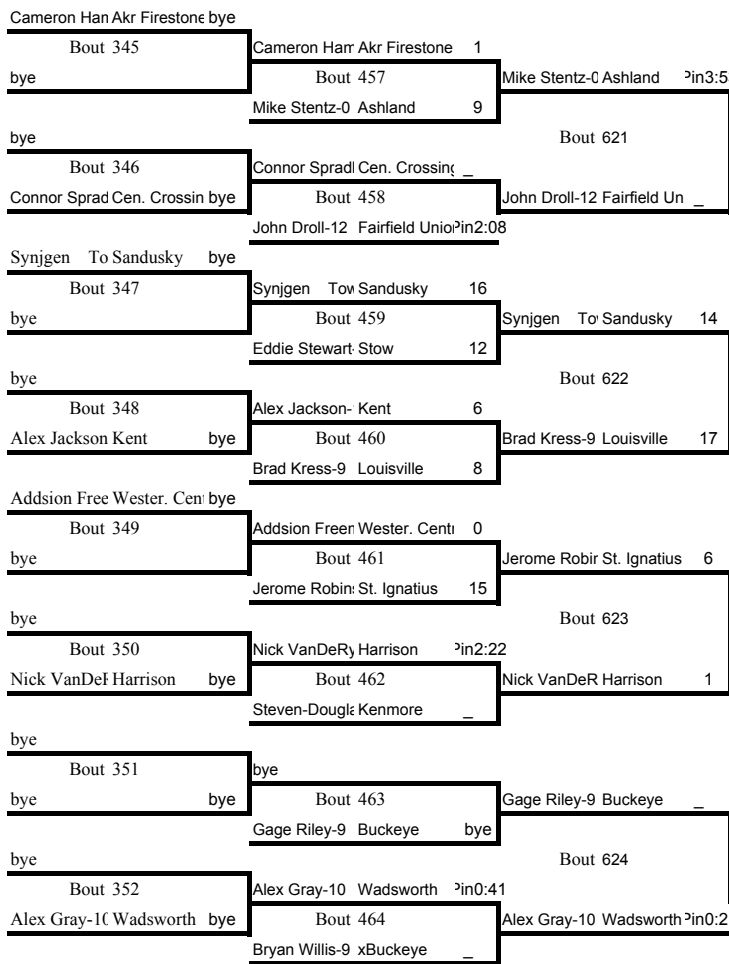 Cameron Han Akr Firestone bye
Bout 345 Cameron Ham Akr Firestone 1
bye Bout 457 Mike Stentz-0 Ashland Pin3:5
Mike Stentz-0 Ashland 9
bye Bout 621
Bout 346 Connor Spradl Cen. Crossing _
Connor Sprad Cen. Crossin bye Bout 458 John Droll-12 Fairfield Un _
John Droll-12 Fairfield Union Pin2:08
Synjgen To Sandusky bye
Bout 347 Synjgen Tow Sandusky 16
bye Bout 459 Synjgen To Sandusky 14
Eddie Stewart- Stow 12
bye Bout 622
Bout 348 Alex Jackson- Kent 6
Alex Jackson Kent bye Bout 460 Brad Kress-9 Louisville 17
Brad Kress-9 Louisville 8
Addsion Free Wester. Cent bye
Bout 349 Addsion Freen Wester. Centr 0
bye Bout 461 Jerome Robin St. Ignatius 6
Jerome Robins St. Ignatius 15
bye Bout 623
Bout 350 Nick VanDeRy Harrison Pin2:22
Nick VanDeR Harrison bye Bout 462 Nick VanDeR Harrison 1
Steven-Dougla Kenmore _
bye
Bout 351 bye
bye bye Bout 463 Gage Riley-9 Buckeye _
Gage Riley-9 Buckeye bye
bye Bout 624
Bout 352 Alex Gray-10 Wadsworth Pin0:41
Alex Gray-10 Wadsworth bye Bout 464 Alex Gray-10 Wadsworth Pin0:2
Bryan Willis-9 xBuckeye _